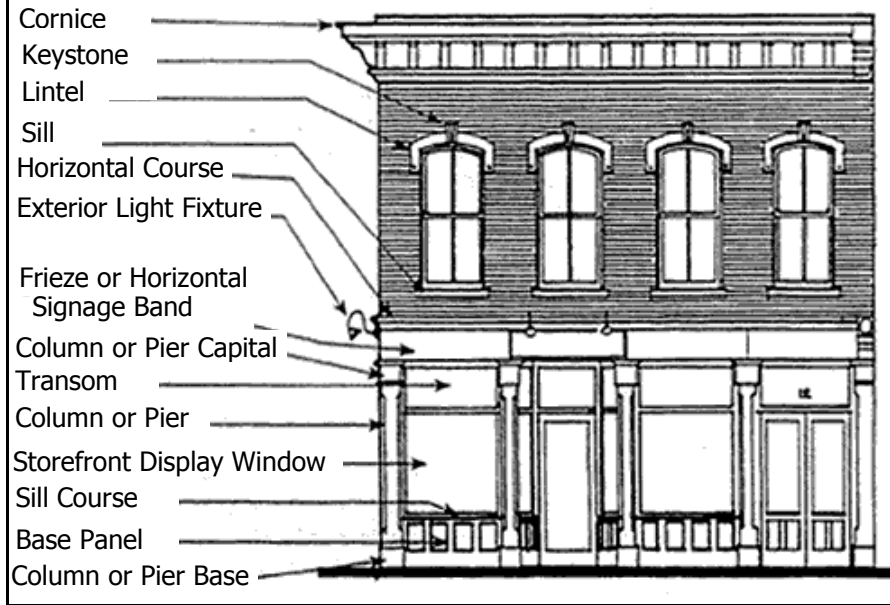 Cornice
Keystone
Lintel
Sill
Horizontal Course
Exterior Light Fixture
Frieze or Horizontal
Signage Band
Column or Pier Capital
Transom
Column or Pier
Storefront Display Window
Sill Course
Base Panel
Column or Pier Base